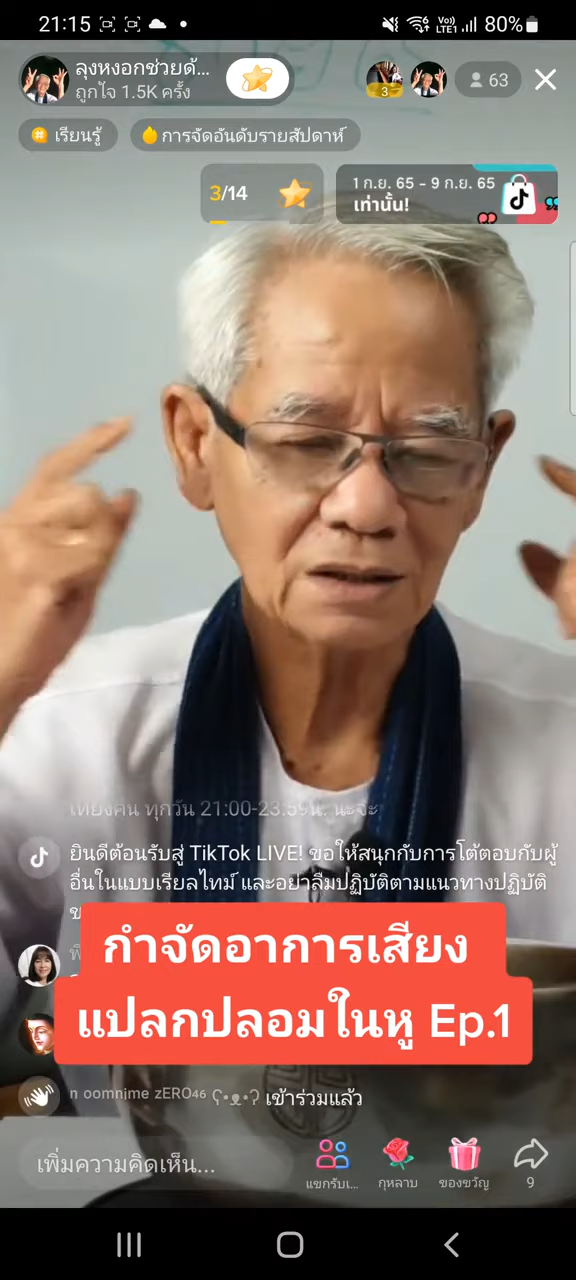 21:15
Vo)) LTE1 80%
ลุงหงอกช่วยดั...
ถูกใจ 1.5K ครั้ง
3
63
เรียนรู้
การจัดอันดับรายสัปดาห์
3/14
1 ก.ย. 65 - 9 ก.ย. 65
เท่านั้น!
เที่ยงคืน ทุกวัน 21:00-23.59น. นะจ๊ะ
ยินดีต้อนรับสู่ TikTok LIVE! ขอให้สนุกกับการโต้ตอบกับผู้
อื่นในแบบเรียลไทม์ และอย่าลืมปฏิบัติตามแนวทางปฏิบัติ
กำจัดอาการเสียง
แปลกปลอมในหู Ep.1
n oomnime zERO46 ʕ•ᴥ•ʔ เข้าร่วมแล้ว
เพิ่มความคิดเห็น...
แขกรับเ...
กุหลาบ
ของขวัญ
9